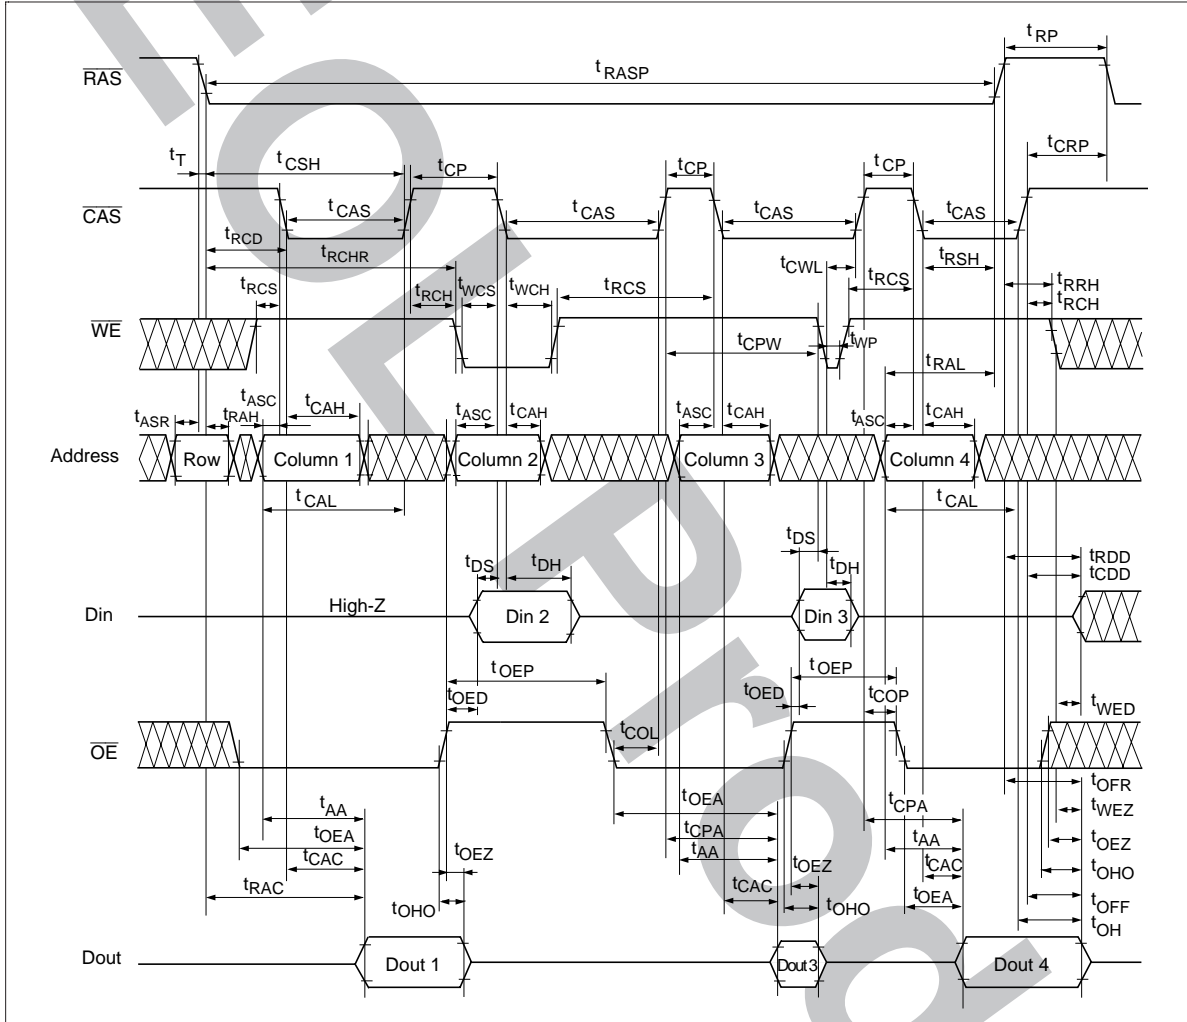 tRP
RAS
tRASP
tT
tCSH
tCP
tCP
tCP
tCRP
CAS
tCAS
tCAS
tCAS
tCAS
tRCD
tRCHR
tCWL
tRSH
tRCS
tRCH
tWCS
tWCH
tRCS
tRCS
tRRH
tRCH
WE
tCPW
tWP
tRAL
tASR
tRAH
tASC
tCAH
tASC
tCAH
tASC
tCAH
tASC
tCAH
Address
Row
Column 1
Column 2
Column 3
Column 4
tCAL
tCAL
tDS
tDH
tDS
tDH
tRDD
tCDD
Din
High-Z
Din 2
Din 3
tOEP
tOEP
tOED
tOED
tCOP
tWED
OE
tCOL
tOFR
tAA
tOEA
tCPA
tWEZ
tOEA
tCPA
tOEZ
tCAC
tOEZ
tAA
tOEZ
tAA
tCAC
tOHO
tRAC
tOHO
tCAC
tOHO
tOEA
tOFF
tOH
Dout
Dout 1
Dout 3
Dout 4
EOL Prod